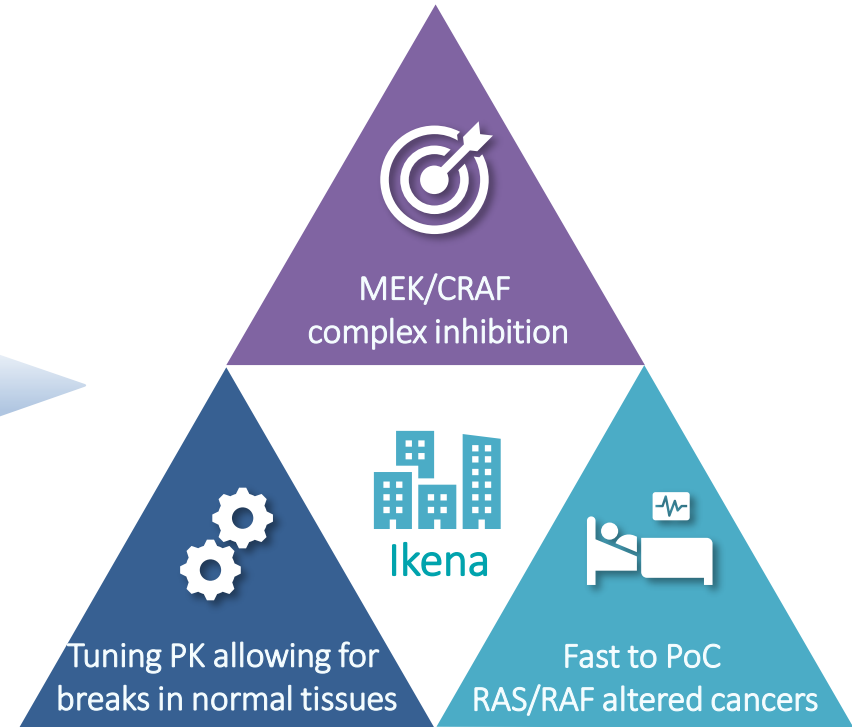 MEK/CRAF
complex inhibition
Ikena
Tuning PK allowing for
breaks in normal tissues
Fast to PoC
RAS/RAF altered cancers